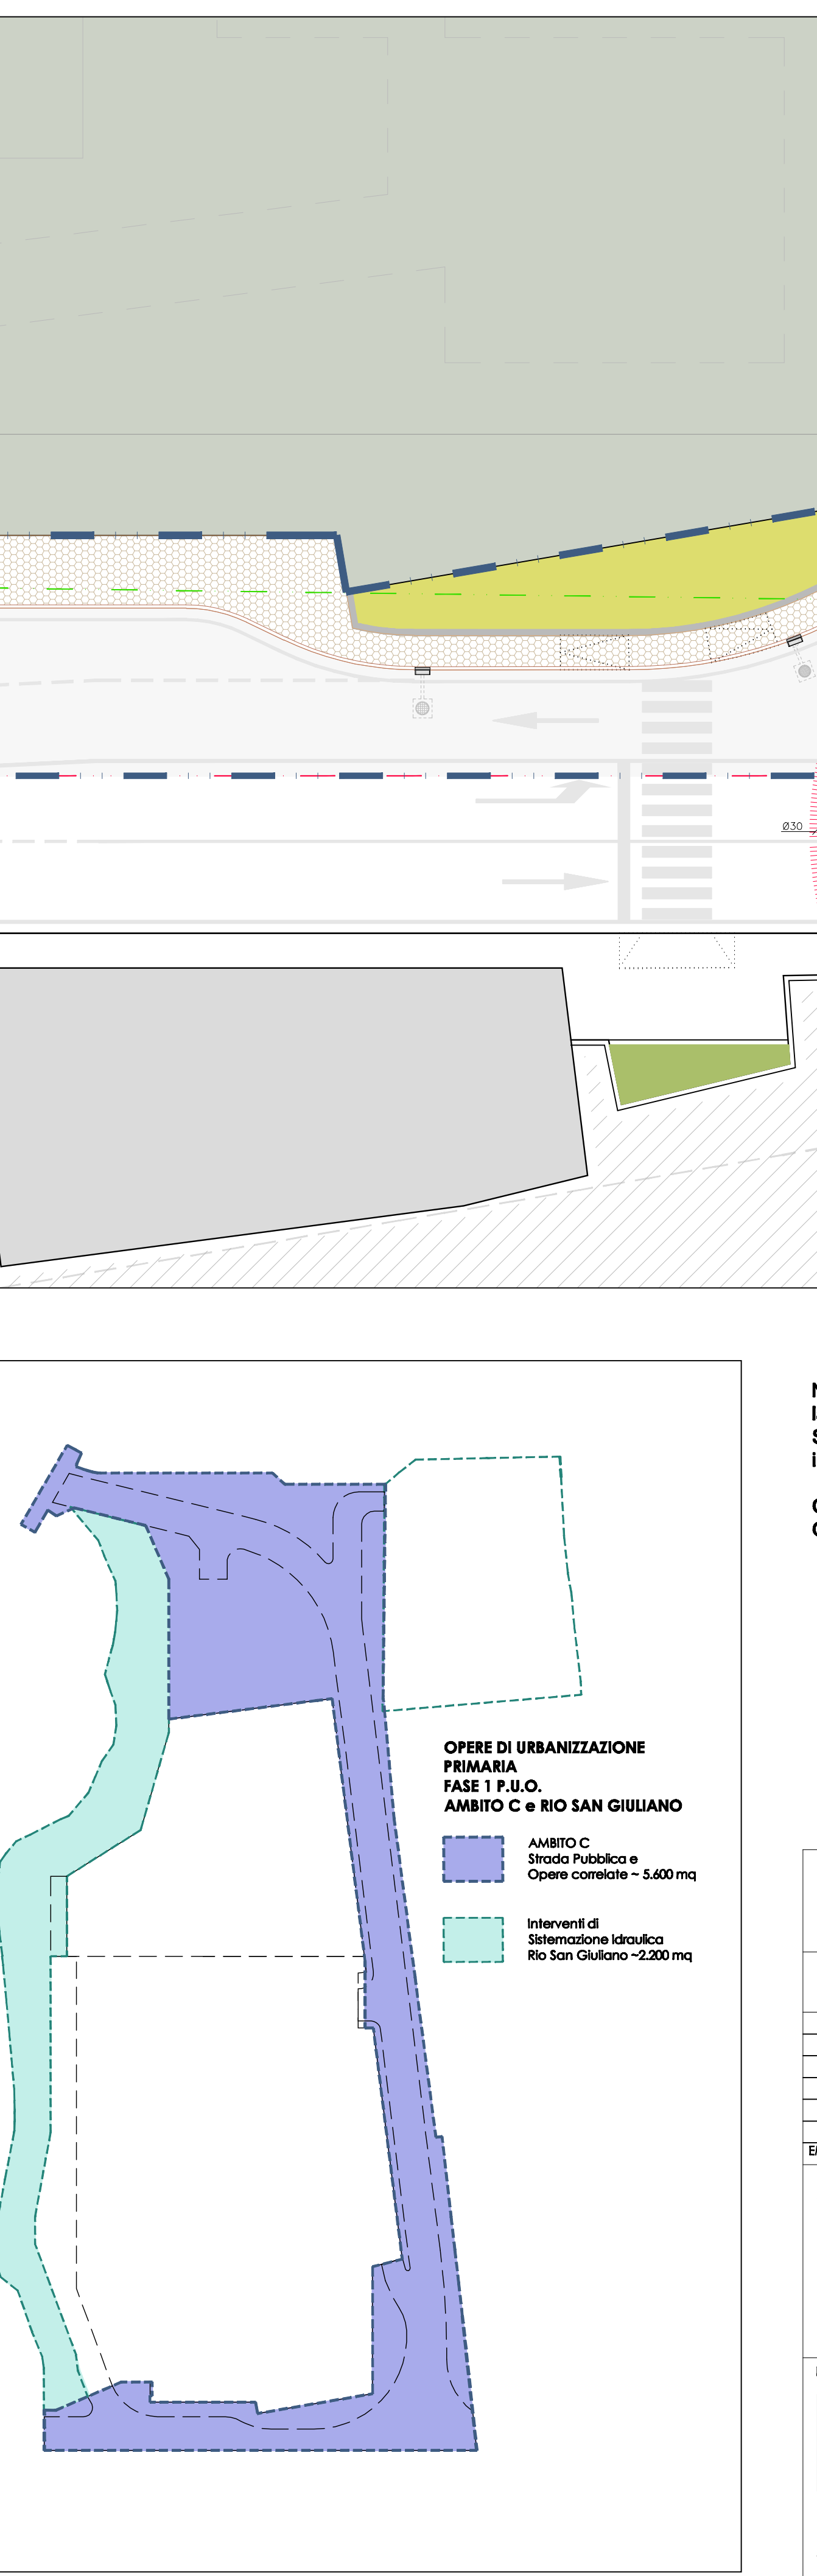 Ø30
OPERE DI URBANIZZAZIONE
PRIMARIA
FASE 1 P.U.O.
AMBITO C e RIO SAN GIULIANO
AMBITO C
Strada Pubblica e
Opere correlate ~ 5.600 mq
Interventi di
Sistemazione Idraulica
Rio San Giuliano ~2.200 mq